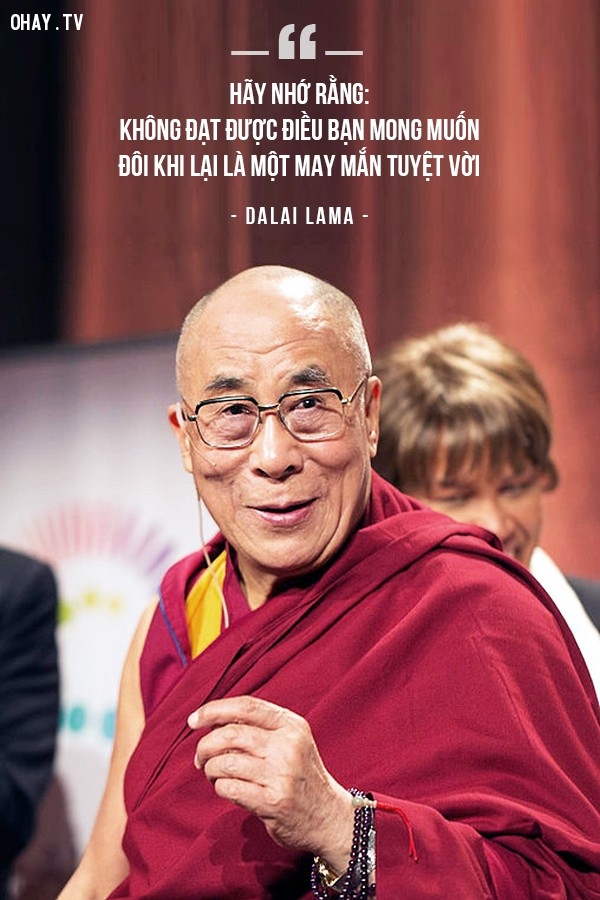 OHAY.TV
“
HÃY NHỚ RẰNG:
KHÔNG ĐẠT ĐƯỢC ĐIỀU BẠN MONG MUỐN
ĐÔI KHI LẠI LÀ MỘT MAY MẮN TUYỆT VỜI
- DALAI LAMA -